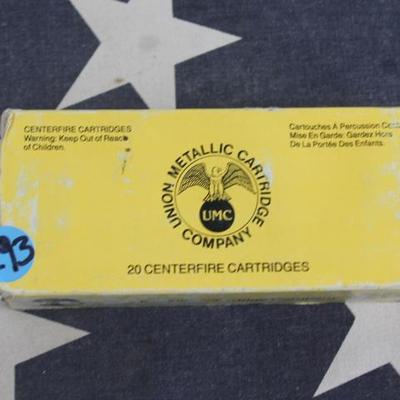 CENTERFIRE CARTRIDGES
Warning: Keep Out of Reach
of Children.
Cartouches À Percussion
Mise En Garde: Gardez Hors
De La Portée Des Enfants.
UNION METALLIC CARTRIDGE
COMPANY
UMC
20 CENTERFIRE CARTRIDGES
93